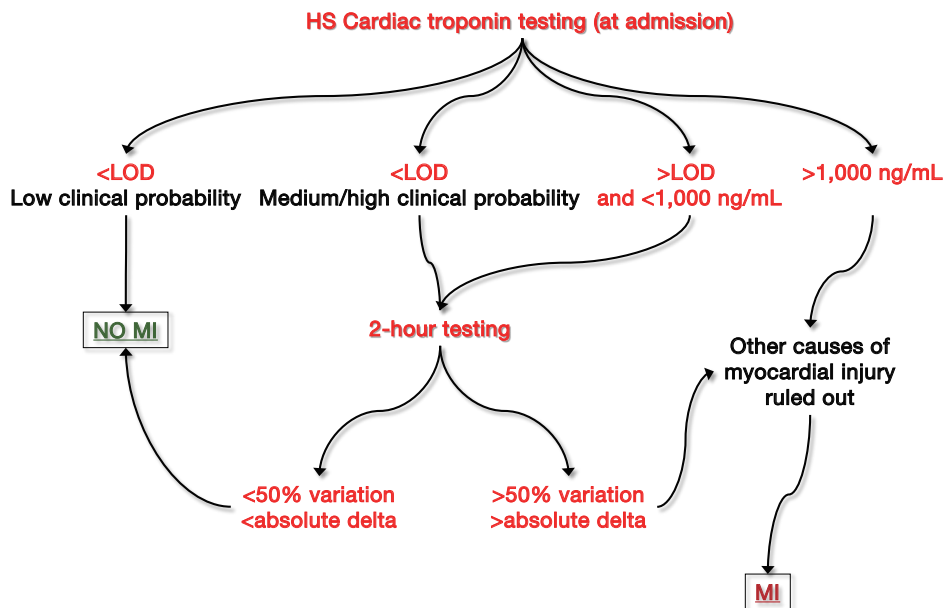 HS Cardiac troponin testing (at admission)
<LOD
Low clinical probability
<LOD
Medium/high clinical probability
>LOD
and <1,000 ng/mL
>1,000 ng/mL
NO MI
2-hour testing
Other causes of
myocardial injury
ruled out
<50% variation
<absolute delta
>50% variation
>absolute delta
MI